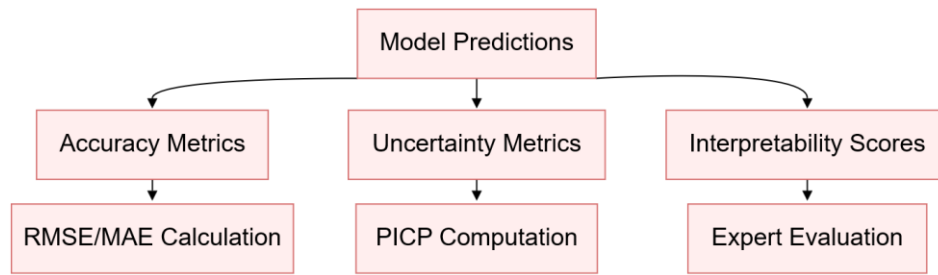 Model Predictions
Accuracy Metrics
Uncertainty Metrics
Interpretability Scores
RMSE/MAE Calculation
PICP Computation
Expert Evaluation